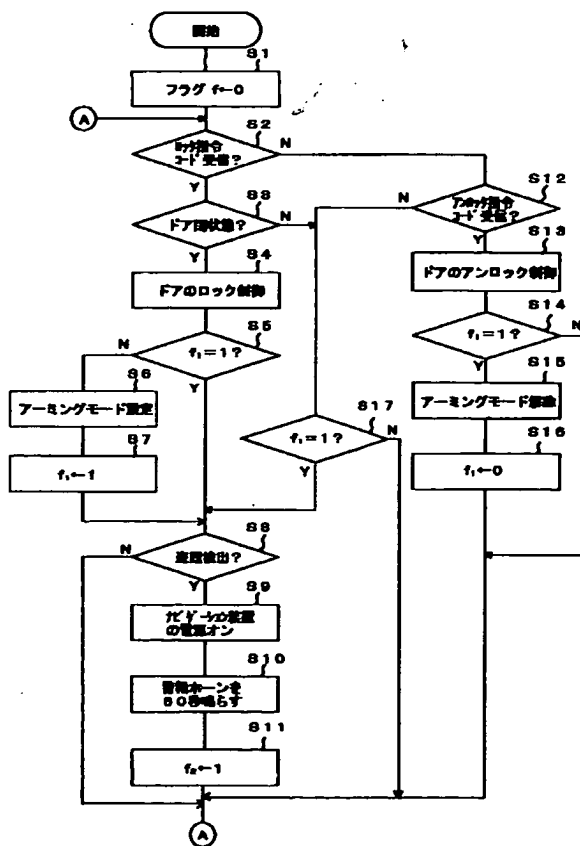 開始
S1
フラグ f←0
A
S2
ロック指令
コード受信?
N
Y
S3
ドア閉状態?
N
Y
S4
ドアのロック制御
S5
f₁=1?
N
Y
S6
アーミングモード設定
S7
f₁←1
S12
アンロック指令
コード受信?
N
Y
S13
ドアのアンロック制御
S14
f₁=1?
N
Y
S15
アーミングモード解除
S16
f₁←0
S17
f₁=1?
N
Y
S8
盗難検出?
N
Y
S9
ナビゲーション装置
の電源オン
S10
警報ホーンを
60秒鳴らす
S11
f₂←1
A